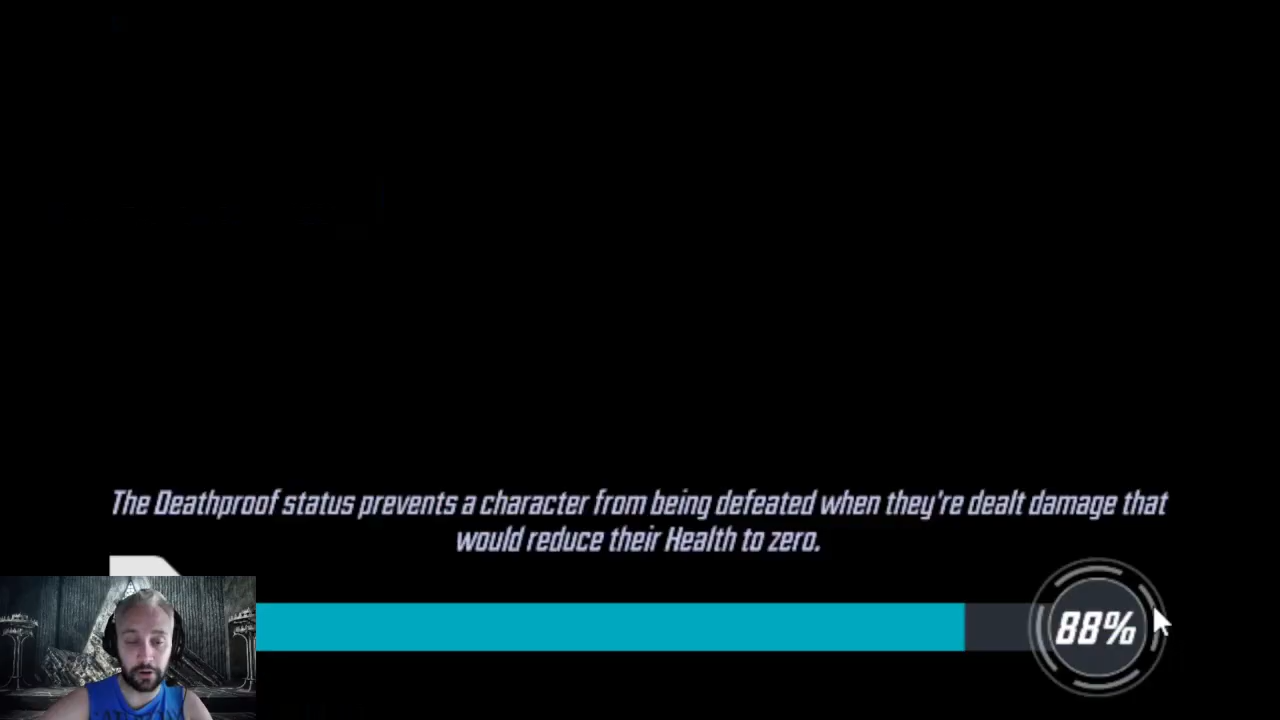 The Deathproof status prevents a character from being defeated when they're dealt damage that
would reduce their Health to zero.
88%